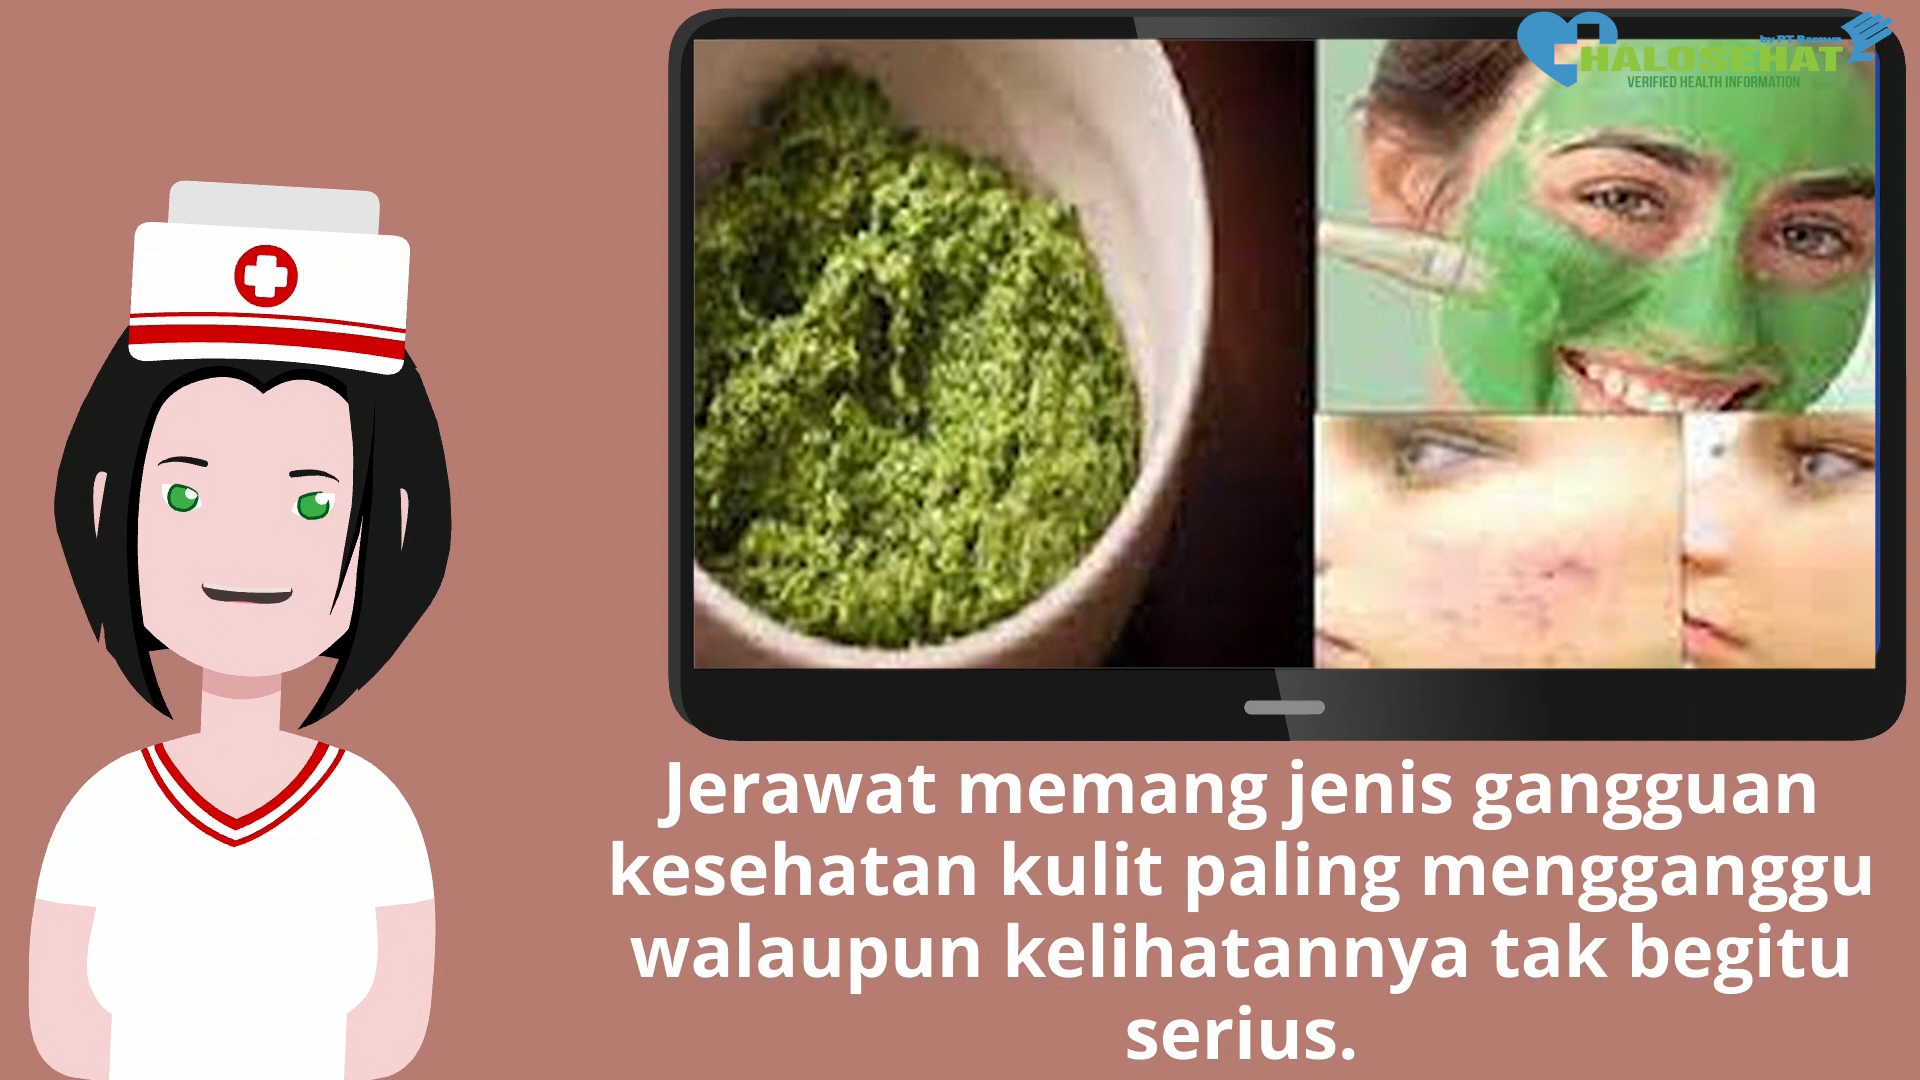 HALOSEHAT
VERIFIED HEALTH INFORMATION
Jerawat memang jenis gangguan
kesehatan kulit paling mengganggu
walaupun kelihatannya tak begitu
serius.